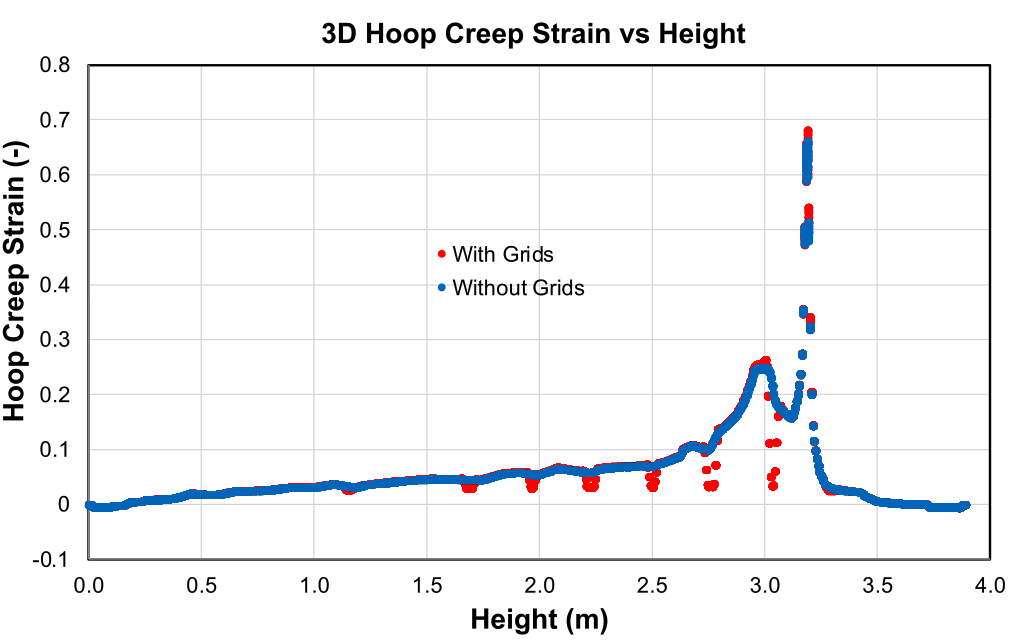 3D Hoop Creep Strain vs Height
Hoop Creep Strain (-)
0.8
0.7
0.6
0.5
0.4
0.3
0.2
0.1
0
-0.1
With Grids
Without Grids
0.0 0.5 1.0 1.5 2.0 2.5 3.0 3.5 4.0
Height (m)